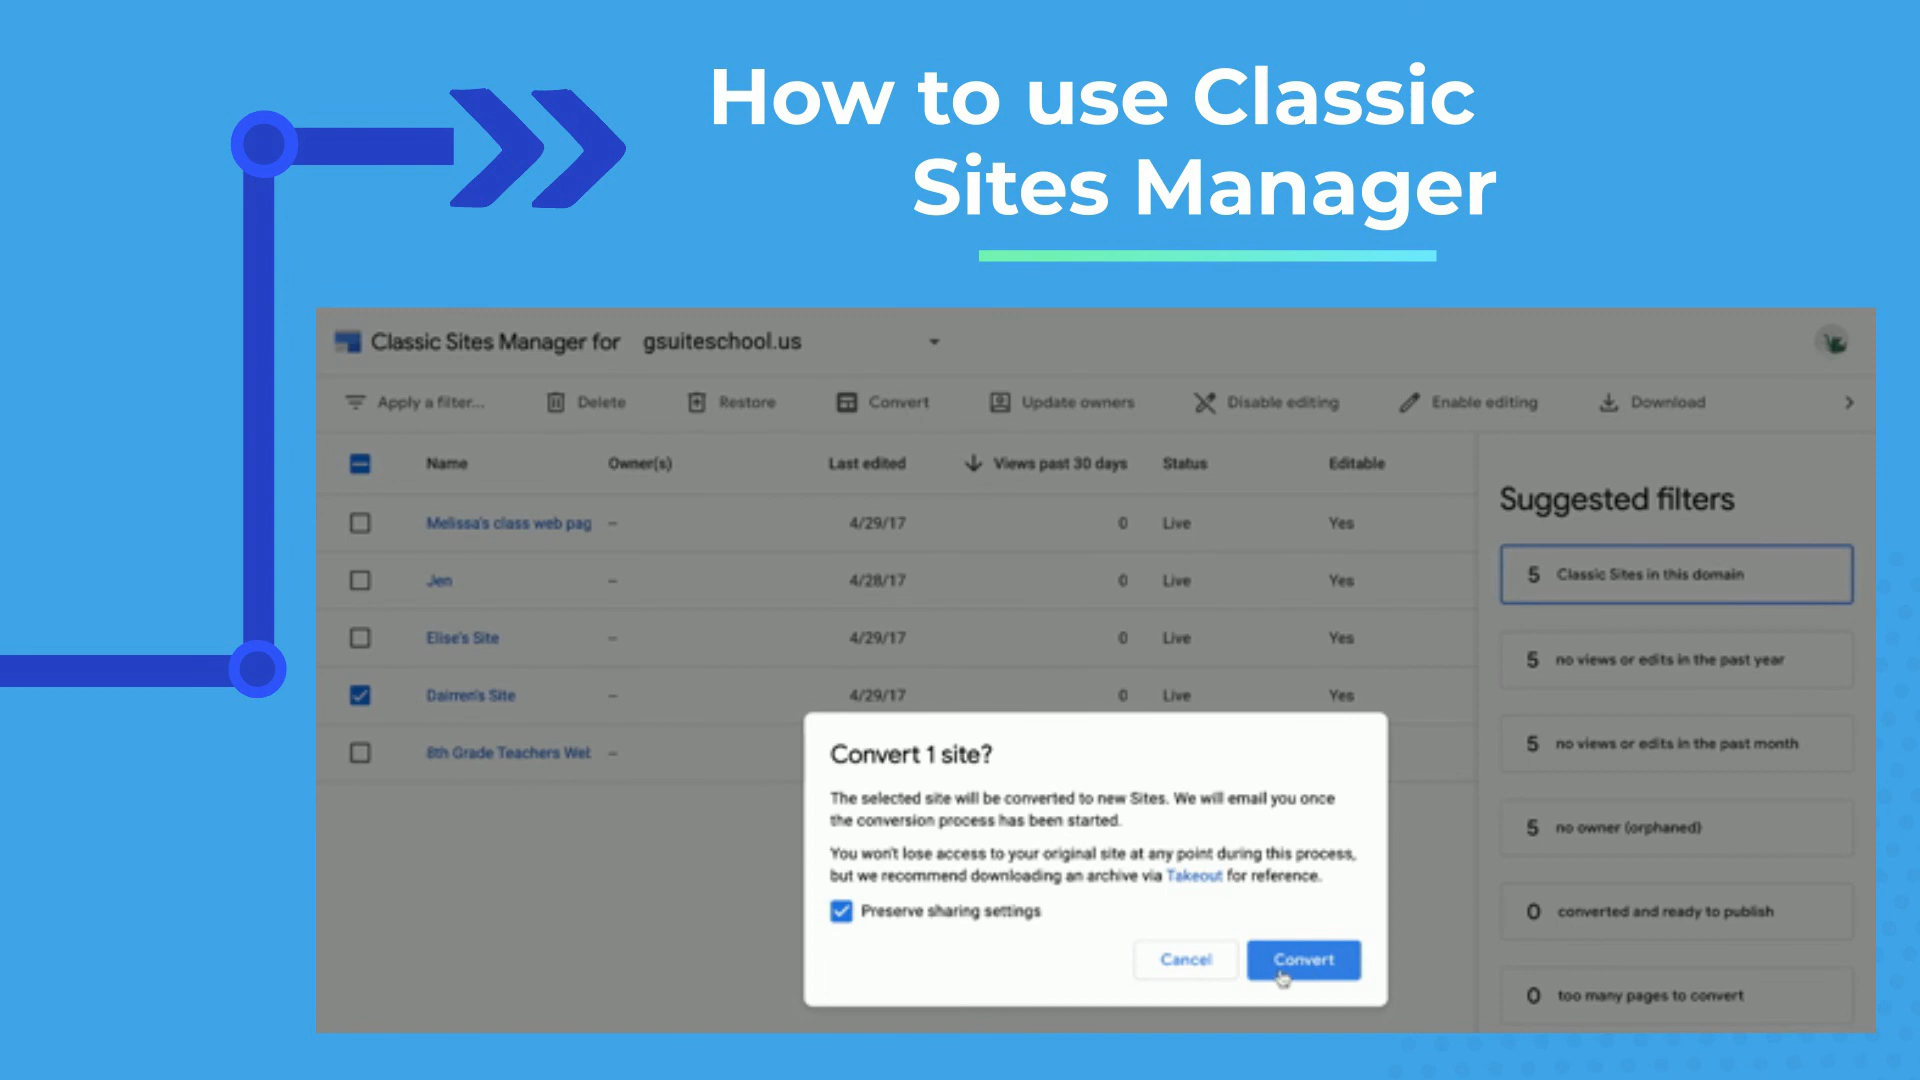 How to use Classic
Sites Manager
Classic Sites Manager for gsuiteschool.us
Apply a filter... Delete Restore Convert Update owners Disable editing Enable editing Download
Name Owner(s) Last edited Views past 30 days Status Editable
Melissa's class web pag – 4/29/17 0 Live Yes
Jen – 4/28/17 0 Live Yes
Elise's Site – 4/29/17 0 Live Yes
Dairren's Site – 4/29/17 0 Live Yes
8th Grade Teachers Wel –
Convert 1 site?
The selected site will be converted to new Sites. We will email you once
the conversion process has been started.
You won't lose access to your original site at any point during this process,
but we recommend downloading an archive via Takeout for reference.
Preserve sharing settings
Cancel Convert
Suggested filters
5 Classic Sites in this domain
5 no views or edits in the past year
5 no views or edits in the past month
5 no owner (orphaned)
0 converted and ready to publish
0 too many pages to convert